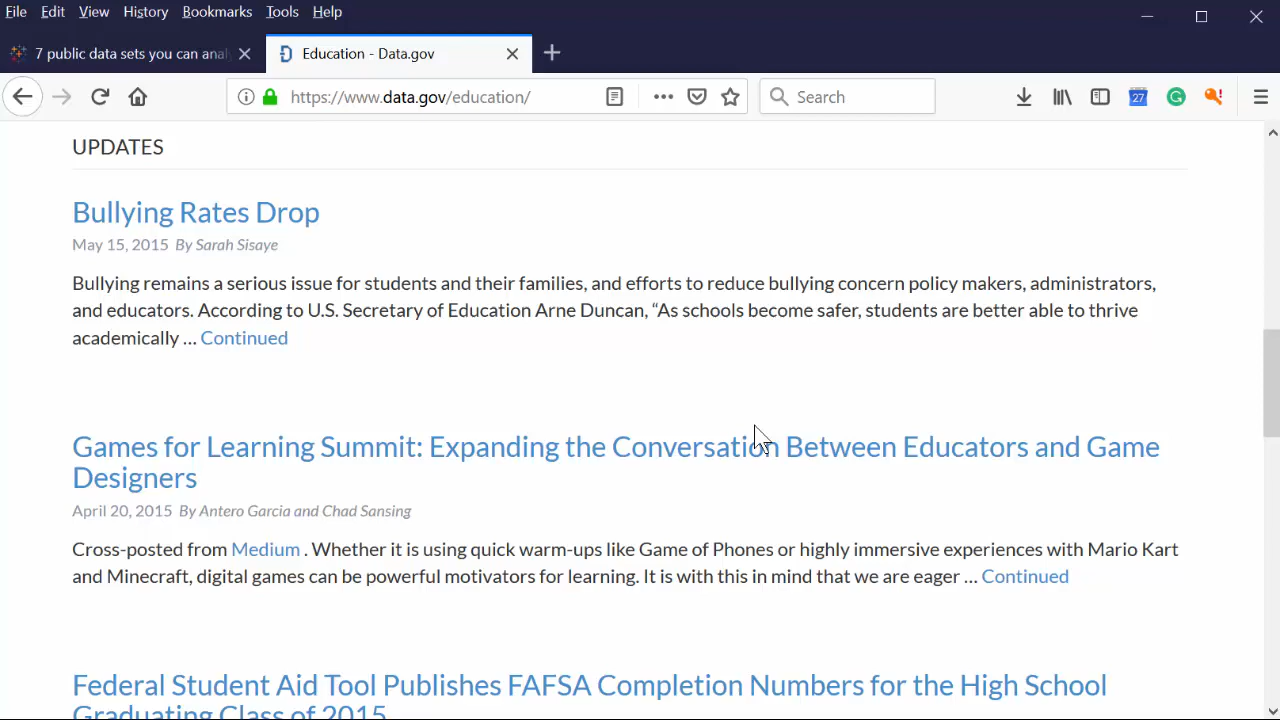 File Edit View History Bookmarks Tools Help
7 public data sets you can anal
Education - Data.gov
https://www.data.gov/education/
Search
27
UPDATES
Bullying Rates Drop
May 15, 2015 By Sarah Sisaye
Bullying remains a serious issue for students and their families, and efforts to reduce bullying concern policy makers, administrators,
and educators. According to U.S. Secretary of Education Arne Duncan, “As schools become safer, students are better able to thrive
academically ... Continued
Games for Learning Summit: Expanding the Conversation Between Educators and Game
Designers
April 20, 2015 By Antero Garcia and Chad Sansing
Cross-posted from Medium . Whether it is using quick warm-ups like Game of Phones or highly immersive experiences with Mario Kart
and Minecraft, digital games can be powerful motivators for learning. It is with this in mind that we are eager ... Continued
Federal Student Aid Tool Publishes FAFSA Completion Numbers for the High School
Graduating Class of 2015